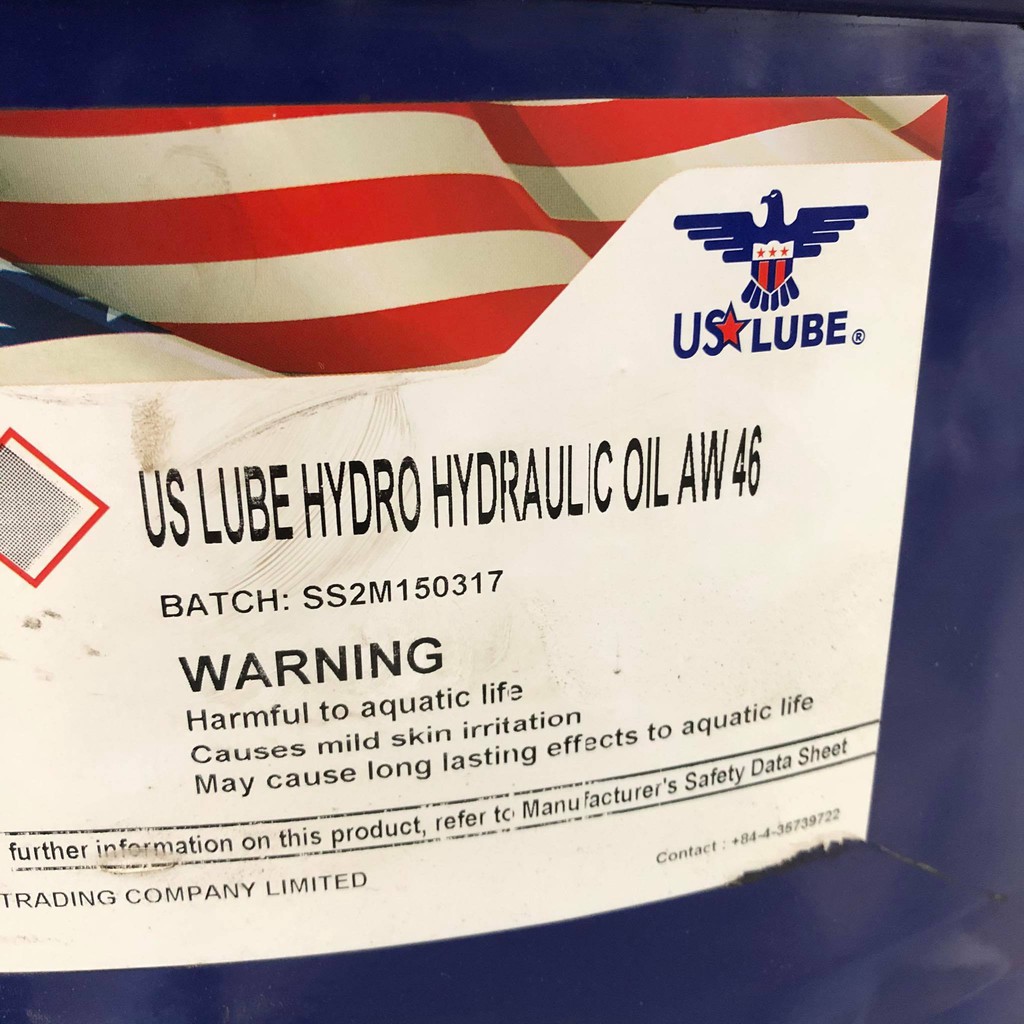 US LUBE ®
US LUBE HYDRO HYDRAULIC OIL AW 46
BATCH: SS2M150317
WARNING
Harmful to aquatic life
Causes mild skin irritation
May cause long lasting effects to aquatic life
further information on this product, refer to Manufacturer's Safety Data Sheet
TRADING COMPANY LIMITED
Contact : +84-4-35739722